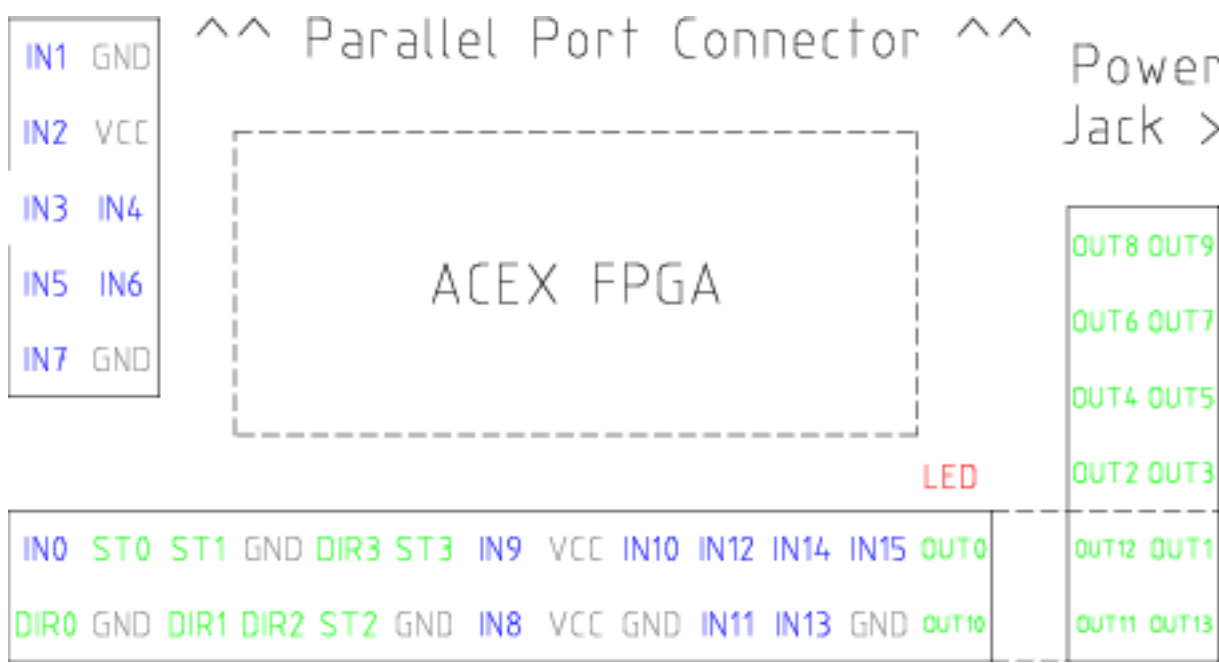 ^^ Parallel Port Connector ^^
Power
Jack >
IN1 GND
IN2 VCC
IN3 IN4
IN5 IN6
IN7 GND
ACEX FPGA
OUT8 OUT9
OUT6 OUT7
OUT4 OUT5
OUT2 OUT3
LED
IN0 ST0 ST1 GND DIR3 ST3 IN9 VCC IN10 IN12 IN14 IN15 OUT0
OUT12 OUT1
DIR0 GND DIR1 DIR2 ST2 GND IN8 VCC GND IN11 IN13 GND OUT10
OUT11 OUT13